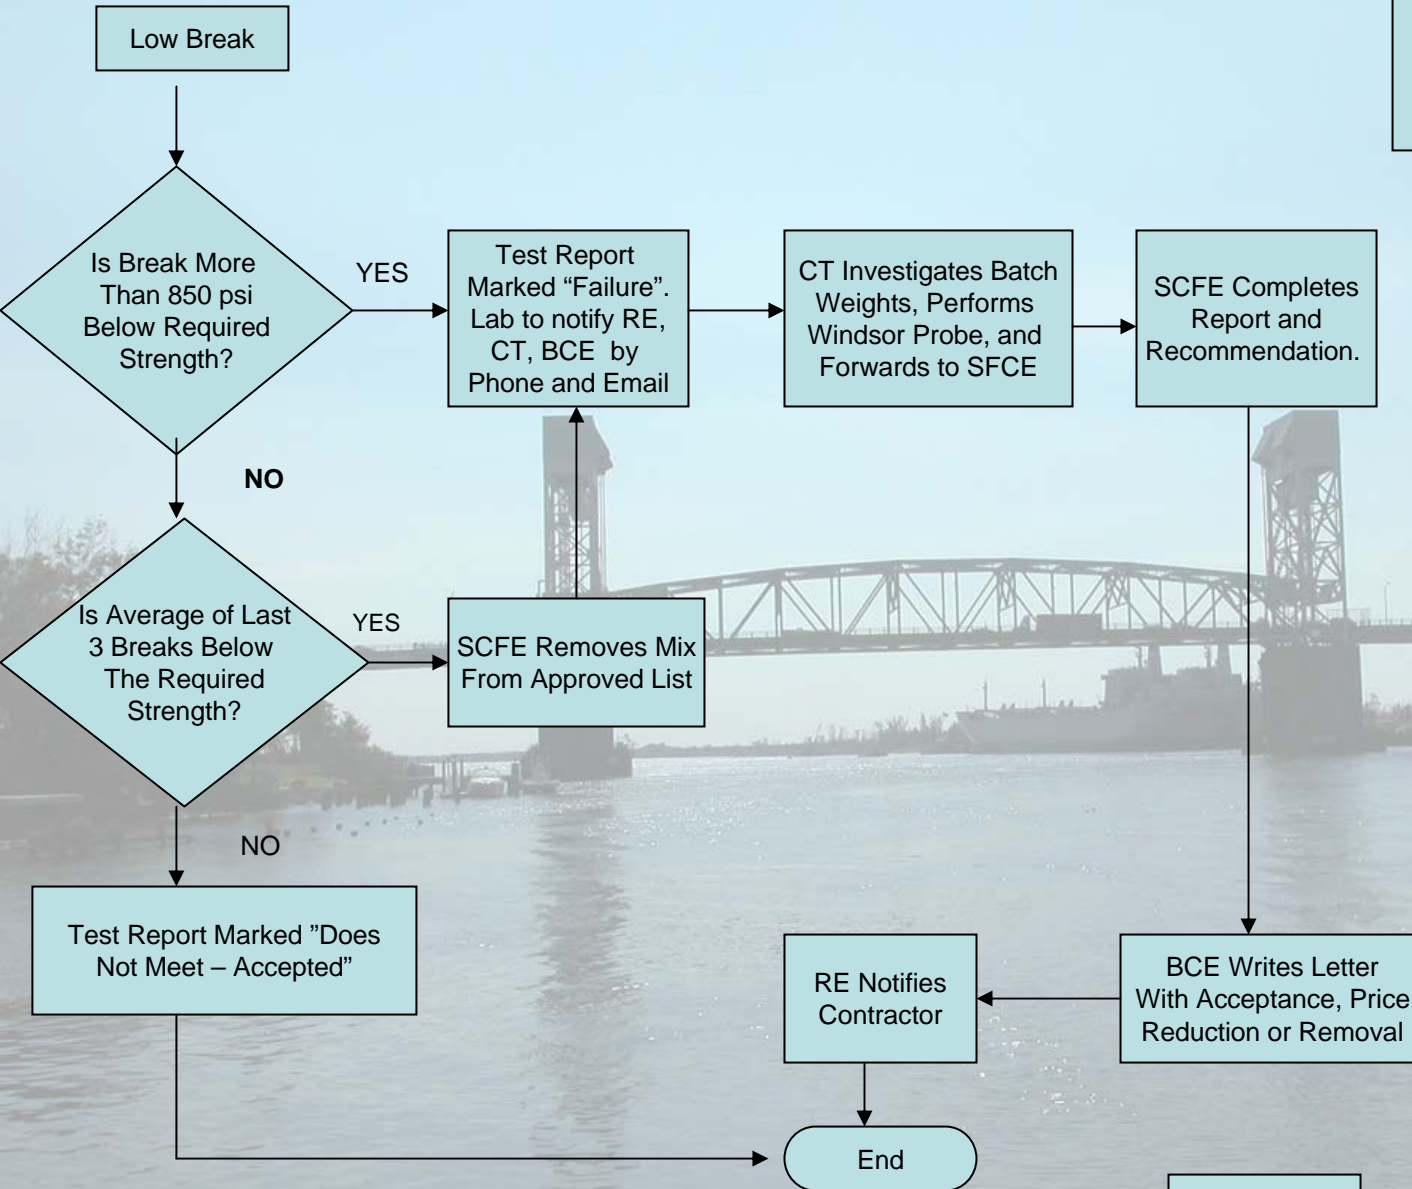 Low Break
Is Break More
Than 850 psi
Below Required
Strength?
YES
Test Report
Marked “Failure”.
Lab to notify RE,
CT, BCE by
Phone and Email
CT Investigates Batch
Weights, Performs
Windsor Probe, and
Forwards to SFCE
SCFE Completes
Report and
Recommendation.
NO
Is Average of Last
3 Breaks Below
The Required
Strength?
YES
SCFE Removes Mix
From Approved List
NO
Test Report Marked ”Does
Not Meet – Accepted”
RE Notifies
Contractor
BCE Writes Letter
With Acceptance, Price
Reduction or Removal
End